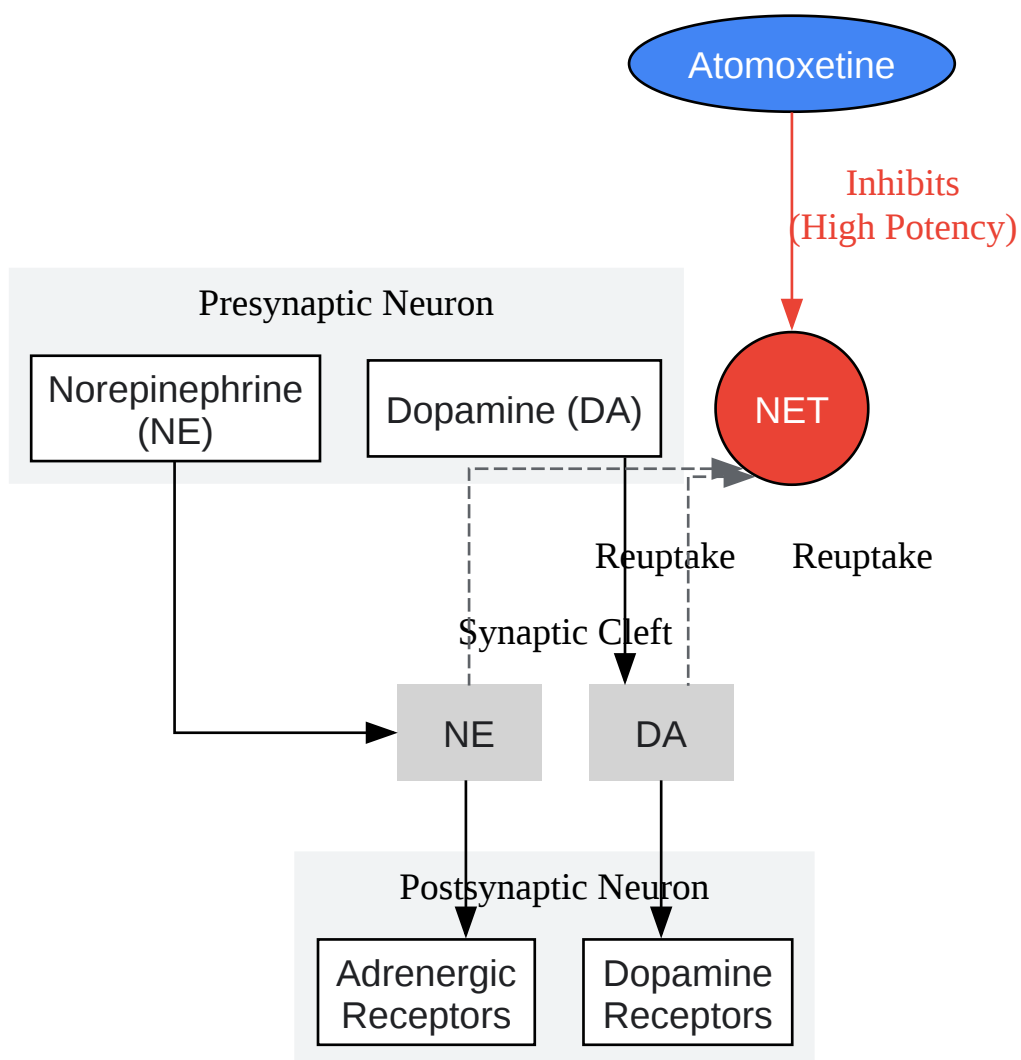 Atomoxetine
Inhibits
(High Potency)
Presynaptic Neuron
Norepinephrine
(NE)
Dopamine (DA)
NET
Reuptake
Reuptake
Synaptic Cleft
NE
DA
Postsynaptic Neuron
Adrenergic
Receptors
Dopamine
Receptors